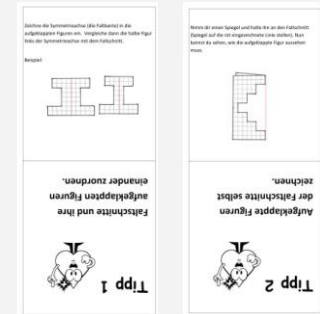 Zeichne die Symmetrieachse (die Faltkante) in die
aufgeklappten Figuren ein. Vergleiche dann die halbe Figur
links der Symmetrieachse mit dem Faltschnitt.
Beispiel:
Faltschnitte und ihre
aufgeklappten Figuren
einander zuordnen.
Tipp 1
Nimm dir einen Spiegel und halte ihn an den Faltschnitt
(Spiegel auf die rot eingezeichnete Linie stellen). Nun
kannst du sehen, wie die aufgeklappte Figur aussehen
muss.
Aufgeklappte Figuren
der Faltschnitte selbst
zeichnen.
Tipp 2